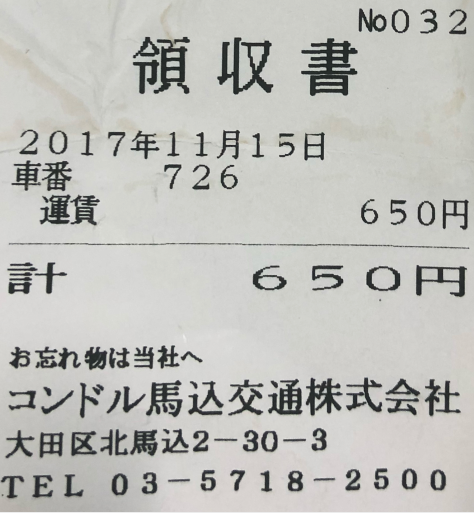 No032
領収書
2017年11月15日
車番 726
運賃 650円
計 650円
お忘れ物は当社へ
コンドル馬込交通株式会社
大田区北馬込2-30-3
TEL 03-5718-2500